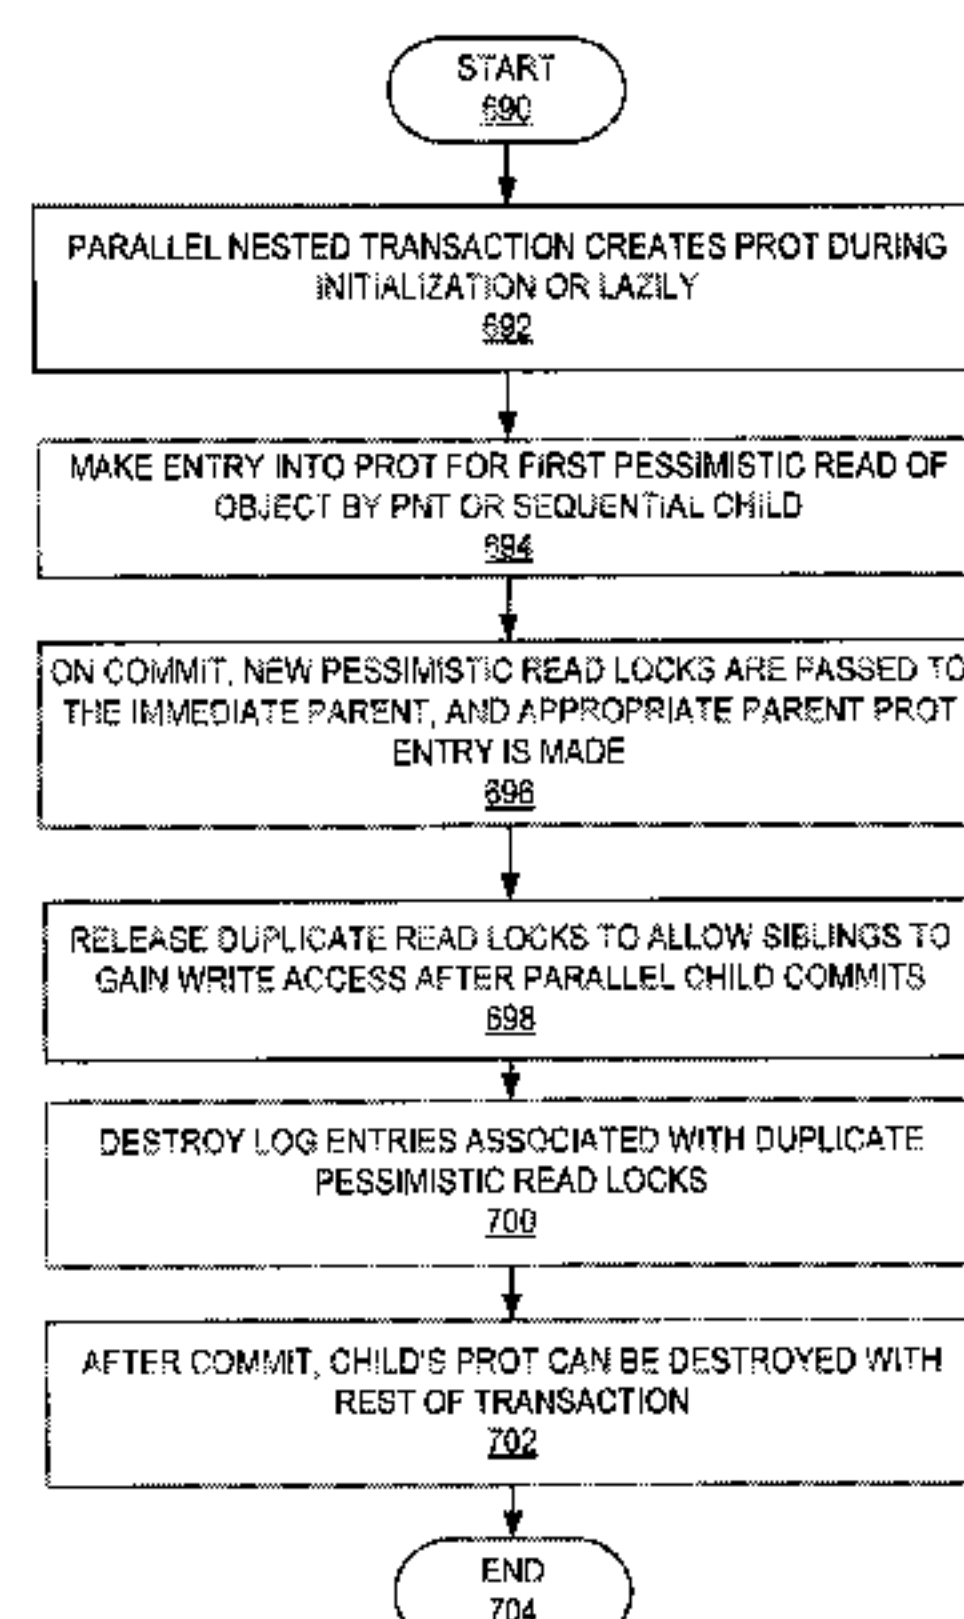 START
690
PARALLEL NESTED TRANSACTION CREATES PROT DURING
INITIALIZATION OR LAZILY
692
MAKE ENTRY INTO PROT FOR FIRST PESSIMISTIC READ OF
OBJECT BY PNT OR SEQUENTIAL CHILD
694
ON COMMIT, NEW PESSIMISTIC READ LOCKS ARE PASSED TO
THE IMMEDIATE PARENT, AND APPROPRIATE PARENT PROT
ENTRY IS MADE
696
RELEASE DUPLICATE READ LOCKS TO ALLOW SIBLINGS TO
GAIN WRITE ACCESS AFTER PARALLEL CHILD COMMITS
698
DESTROY LOG ENTRIES ASSOCIATED WITH DUPLICATE
PESSIMISTIC READ LOCKS
700
AFTER COMMIT, CHILD'S PROT CAN BE DESTROYED WITH
REST OF TRANSACTION
702
END
704